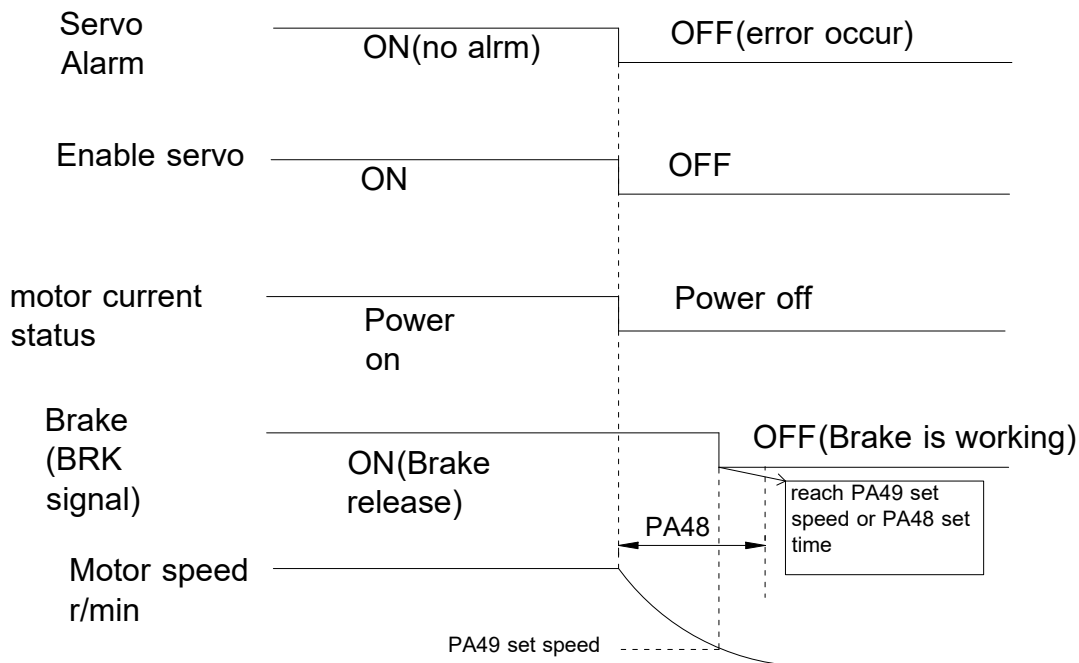 Servo
Alarm
ON(no alrm)
OFF(error occur)
Enable servo
ON
OFF
motor current
status
Power
on
Power off
Brake
(BRK
signal)
ON(Brake
release)
OFF(Brake is working)
reach PA49 set
speed or PA48 set
time
PA48
Motor speed
r/min
PA49 set speed